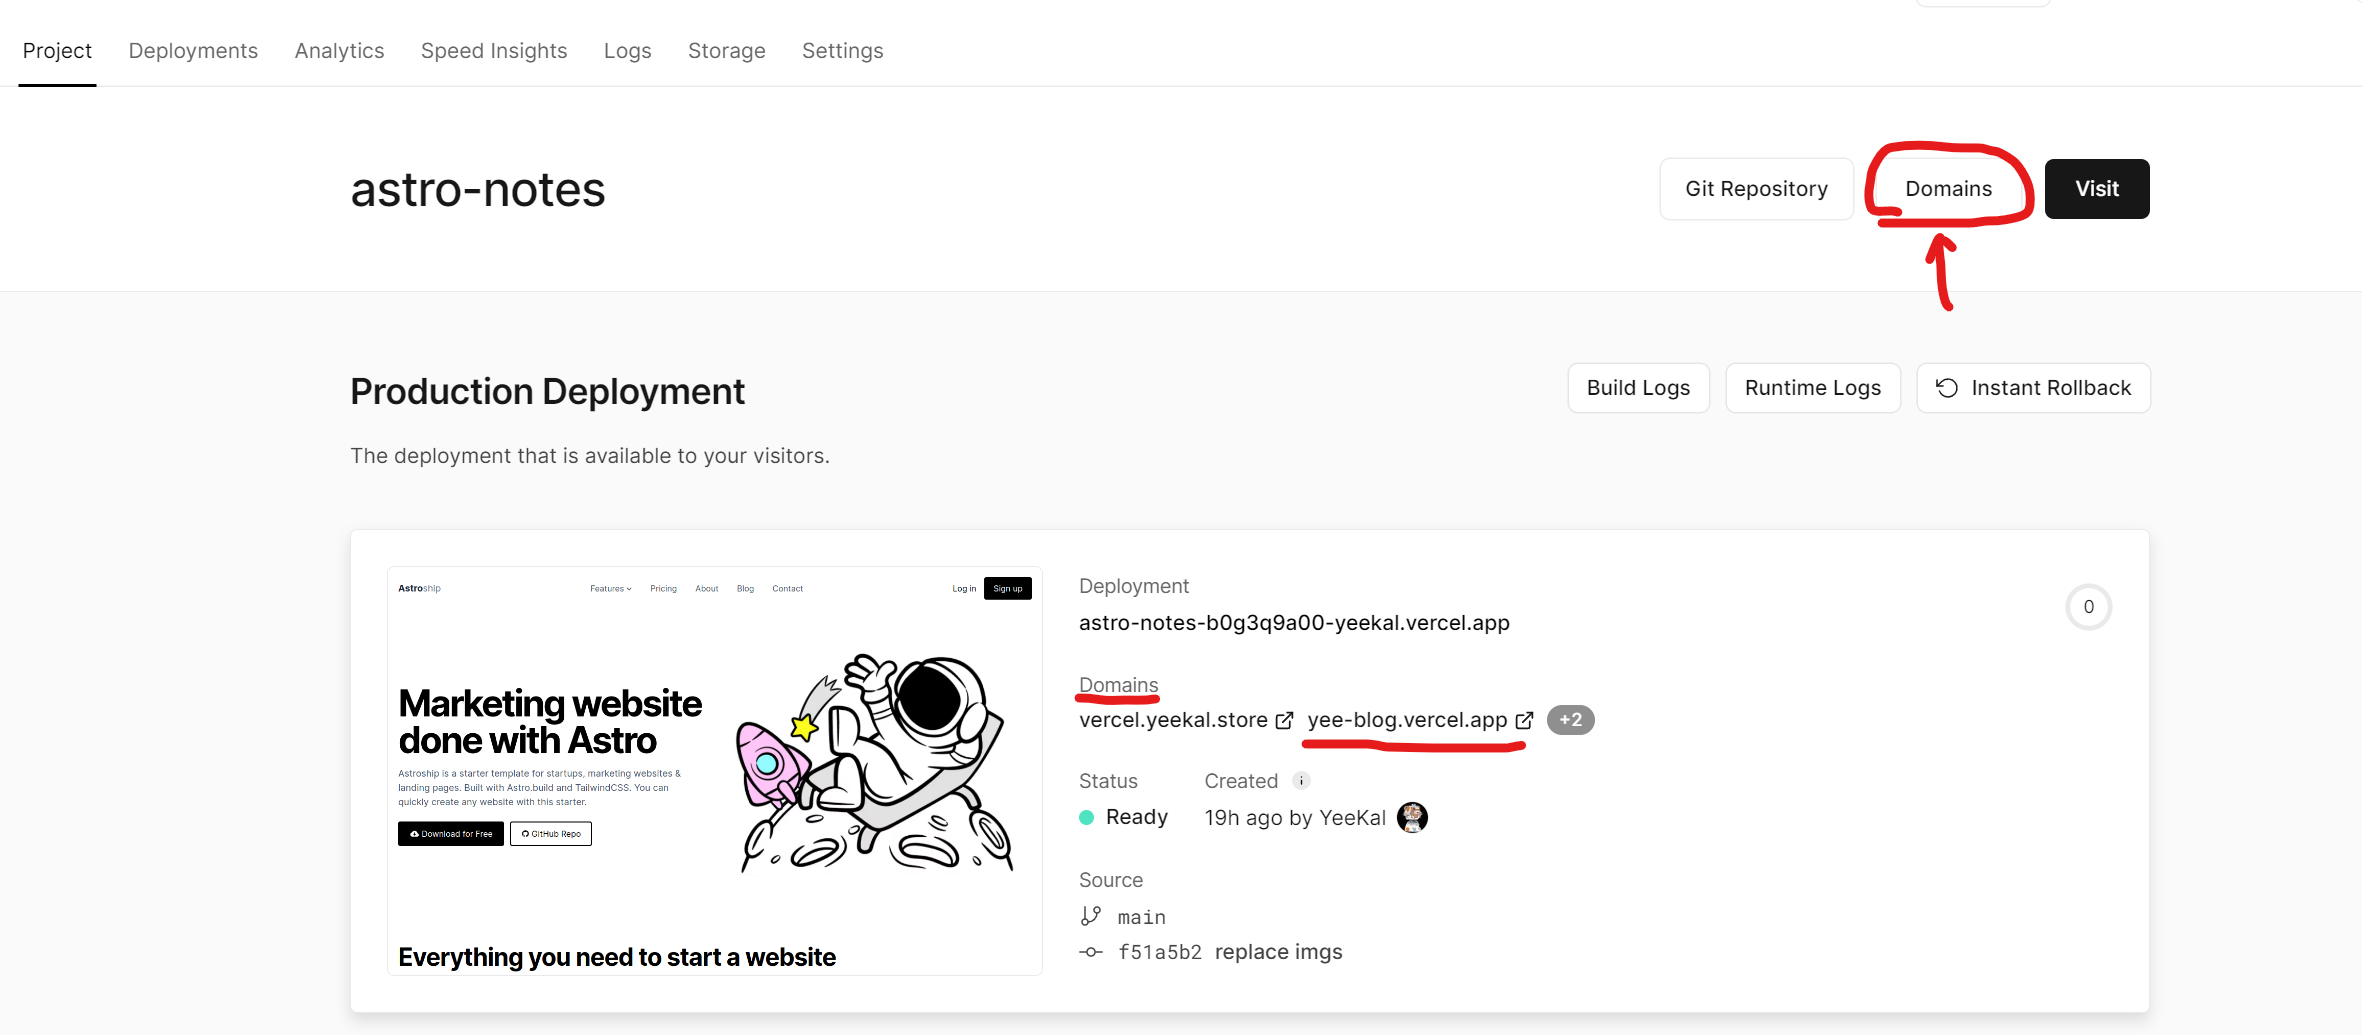 Project Deployments Analytics Speed Insights Logs Storage Settings
astro-notes
Git Repository Domains Visit
Production Deployment
Build Logs Runtime Logs Instant Rollback
The deployment that is available to your visitors.
Astroship Features Pricing About Blog Contact Log in Sign up
Marketing website
done with Astro
Astroship is a starter template for startups, marketing websites &
landing pages. Built with Astro.build and TailwindCSS. You can
quickly create any website with this starter.
Download for Free GitHub Repo
Everything you need to start a website
Deployment
astro-notes-b0g3q9a00-yeekal.vercel.app
0
Domains
vercel.yeekal.store yee-blog.vercel.app +2
Status Created
Ready 19h ago by YeeKal
Source
main
f51a5b2 replace imgs